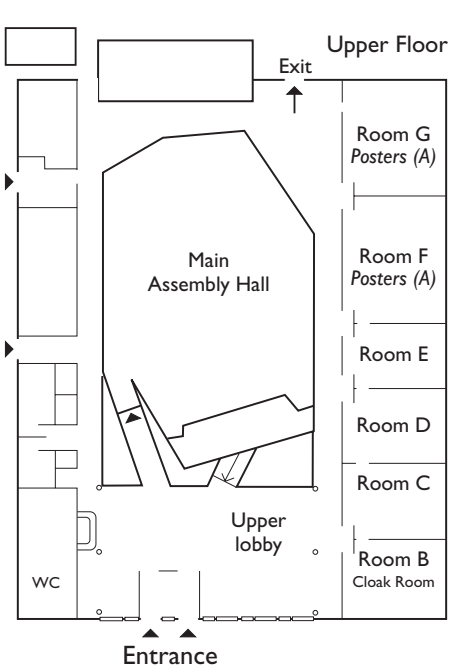 Upper Floor
Exit
Room G
Posters (A)
Room F
Posters (A)
Main
Assembly Hall
Room E
Room D
Room C
Upper
lobby
Room B
Cloak Room
WC
Entrance